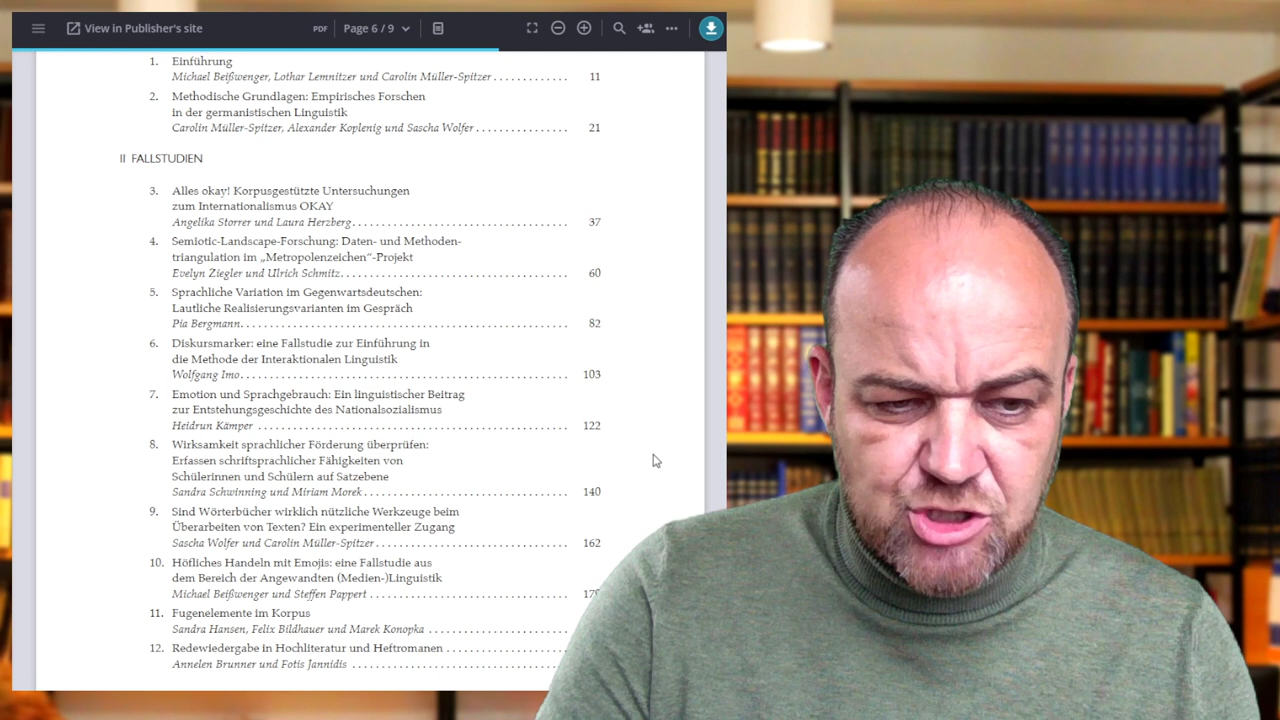 View in Publisher's site
PDF
Page 6 / 9
1. Einführung
Michael Beißwenger, Lothar Lemnitzer und Carolin Müller-Spitzer . . . . . . . . . . . . . 11
2. Methodische Grundlagen: Empirisches Forschen
in der germanistischen Linguistik
Carolin Müller-Spitzer, Alexander Koplenig und Sascha Wolfer . . . . . . . . . . . . . . . . 21
II FALLSTUDIEN
3. Alles okay! Korpusgestützte Untersuchungen
zum Internationalismus OKAY
Angelika Storrer und Laura Herzberg . . . . . . . . . . . . . . . . . . . . . . . . . . . . . . . . . . . . . 37
4. Semiotic-Landscape-Forschung: Daten- und Methoden-
triangulation im „Metropolenzeichen“-Projekt
Evelyn Ziegler und Ulrich Schmitz . . . . . . . . . . . . . . . . . . . . . . . . . . . . . . . . . . . . . . . 60
5. Sprachliche Variation im Gegenwartsdeutschen:
Lautliche Realisierungsvarianten im Gespräch
Pia Bergmann . . . . . . . . . . . . . . . . . . . . . . . . . . . . . . . . . . . . . . . . . . . . . . . . . . . . . . . . 82
6. Diskursmarker: eine Fallstudie zur Einführung in
die Methode der Interaktionalen Linguistik
Wolfgang Imo . . . . . . . . . . . . . . . . . . . . . . . . . . . . . . . . . . . . . . . . . . . . . . . . . . . . . . . . 103
7. Emotion und Sprachgebrauch: Ein linguistischer Beitrag
zur Entstehungsgeschichte des Nationalsozialismus
Heidrun Kämper . . . . . . . . . . . . . . . . . . . . . . . . . . . . . . . . . . . . . . . . . . . . . . . . . . . . . 122
8. Wirksamkeit sprachlicher Förderung überprüfen:
Erfassen schriftsprachlicher Fähigkeiten von
Schülerinnen und Schülern auf Satzebene
Sandra Schwinning und Miriam Morek . . . . . . . . . . . . . . . . . . . . . . . . . . . . . . . . . . . 140
9. Sind Wörterbücher wirklich nützliche Werkzeuge beim
Überarbeiten von Texten? Ein experimenteller Zugang
Sascha Wolfer und Carolin Müller-Spitzer . . . . . . . . . . . . . . . . . . . . . . . . . . . . . . . . . 162
10. Höfliches Handeln mit Emojis: eine Fallstudie aus
dem Bereich der Angewandten (Medien-)Linguistik
Michael Beißwenger und Steffen Pappert . . . . . . . . . . . . . . . . . . . . . . . . . . . . . . . . . .
11. Fugenelemente im Korpus
Sandra Hansen, Felix Bildhauer und Marek Konopka . . . . . . . . . . . . . . . . . . . . . . . .
12. Redewiedergabe in Hochliteratur und Heftromanen . . . . . . . . . . . . . . . . . . . . .
Annelen Brunner und Fotis Jannidis . . . . . . . . . . . . . . . . . . . . . . . . . . . . . . . . . . . . .